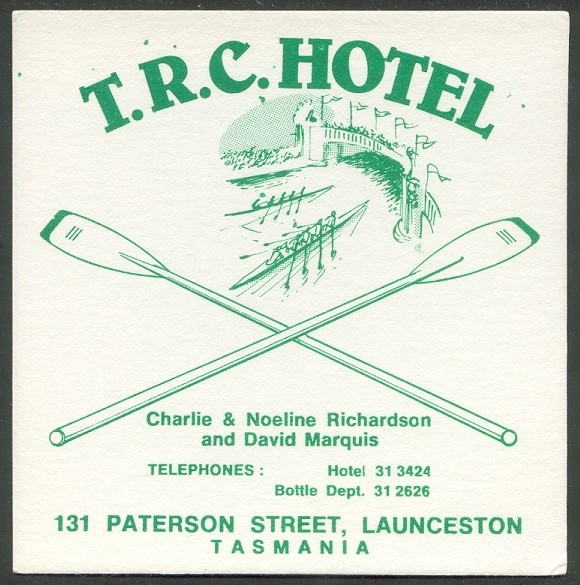 T.R.C. HOTEL
Charlie & Noeline Richardson
and David Marquis
TELEPHONES : Hotel 31 3424
Bottle Dept. 31 2626
131 PATERSON STREET, LAUNCESTON
TASMANIA